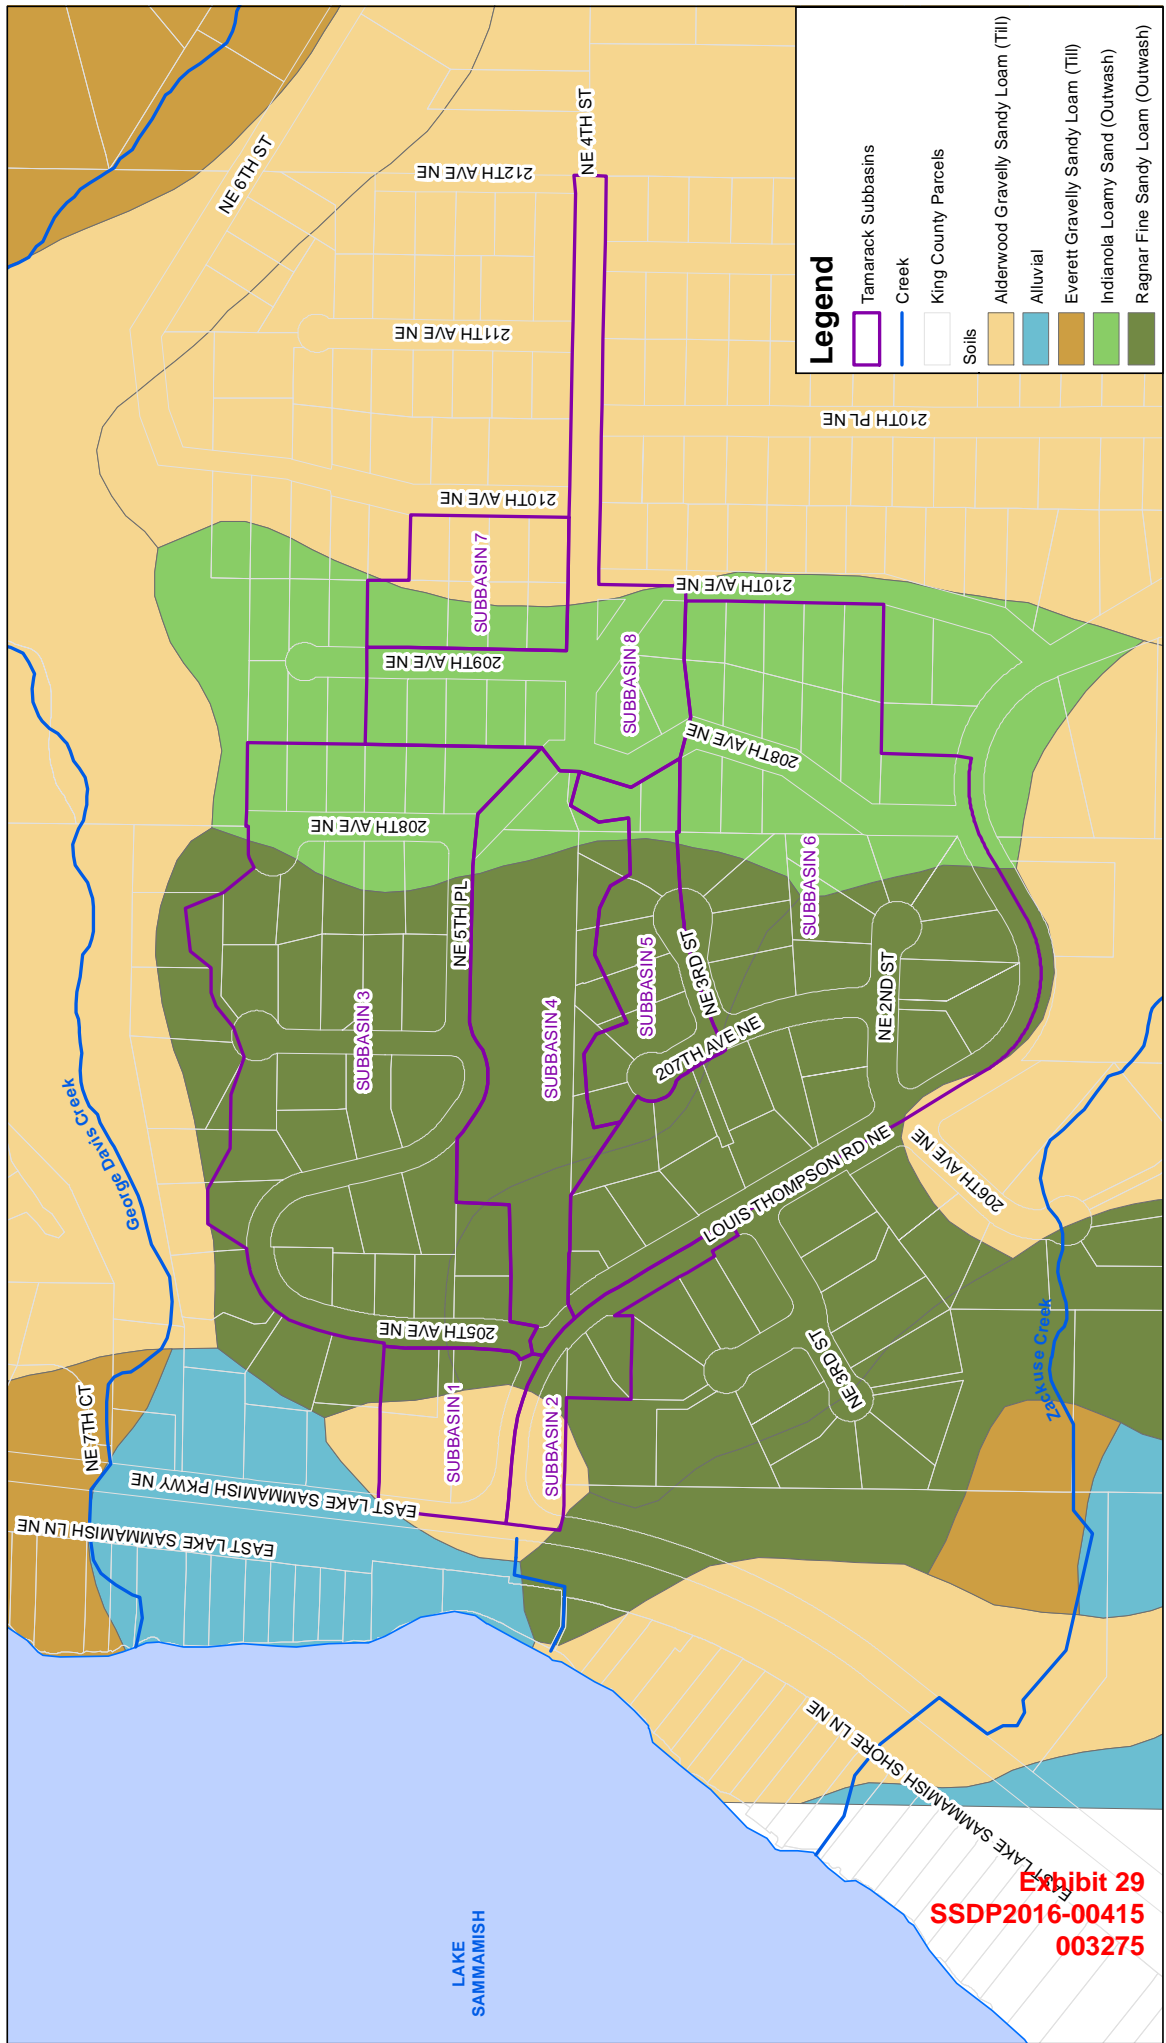 NE 6TH ST
212TH AVE NE
NE 4TH ST
211TH AVE NE
210TH PL NE
210TH AVE NE
SUBBASIN 7
210TH AVE NE
209TH AVE NE
SUBBASIN 8
208TH AVE NE
208TH AVE NE
NE 5TH PL
SUBBASIN 6
SUBBASIN 5
NE 3RD ST
NE 2ND ST
SUBBASIN 3
SUBBASIN 4
207TH AVE NE
George Davis Creek
LOUIS THOMPSON RD NE
206TH AVE NE
205TH AVE NE
NE 3RD ST
Zackuse Creek
NE 7TH CT
SUBBASIN 1
SUBBASIN 2
EAST LAKE SAMMAMISH PKWY NE
EAST LAKE SAMMAMISH LN NE
EAST LAKE SAMMAMISH SHORE LN NE
LAKE
SAMMAMISH
Legend
Tamarack Subbasins
Creek
King County Parcels
Soils
Alderwood Gravelly Sandy Loam (Till)
Alluvial
Everett Gravelly Sandy Loam (Till)
Indianola Loamy Sand (Outwash)
Ragnar Fine Sandy Loam (Outwash)
Exhibit 29
SSDP2016-00415
003275